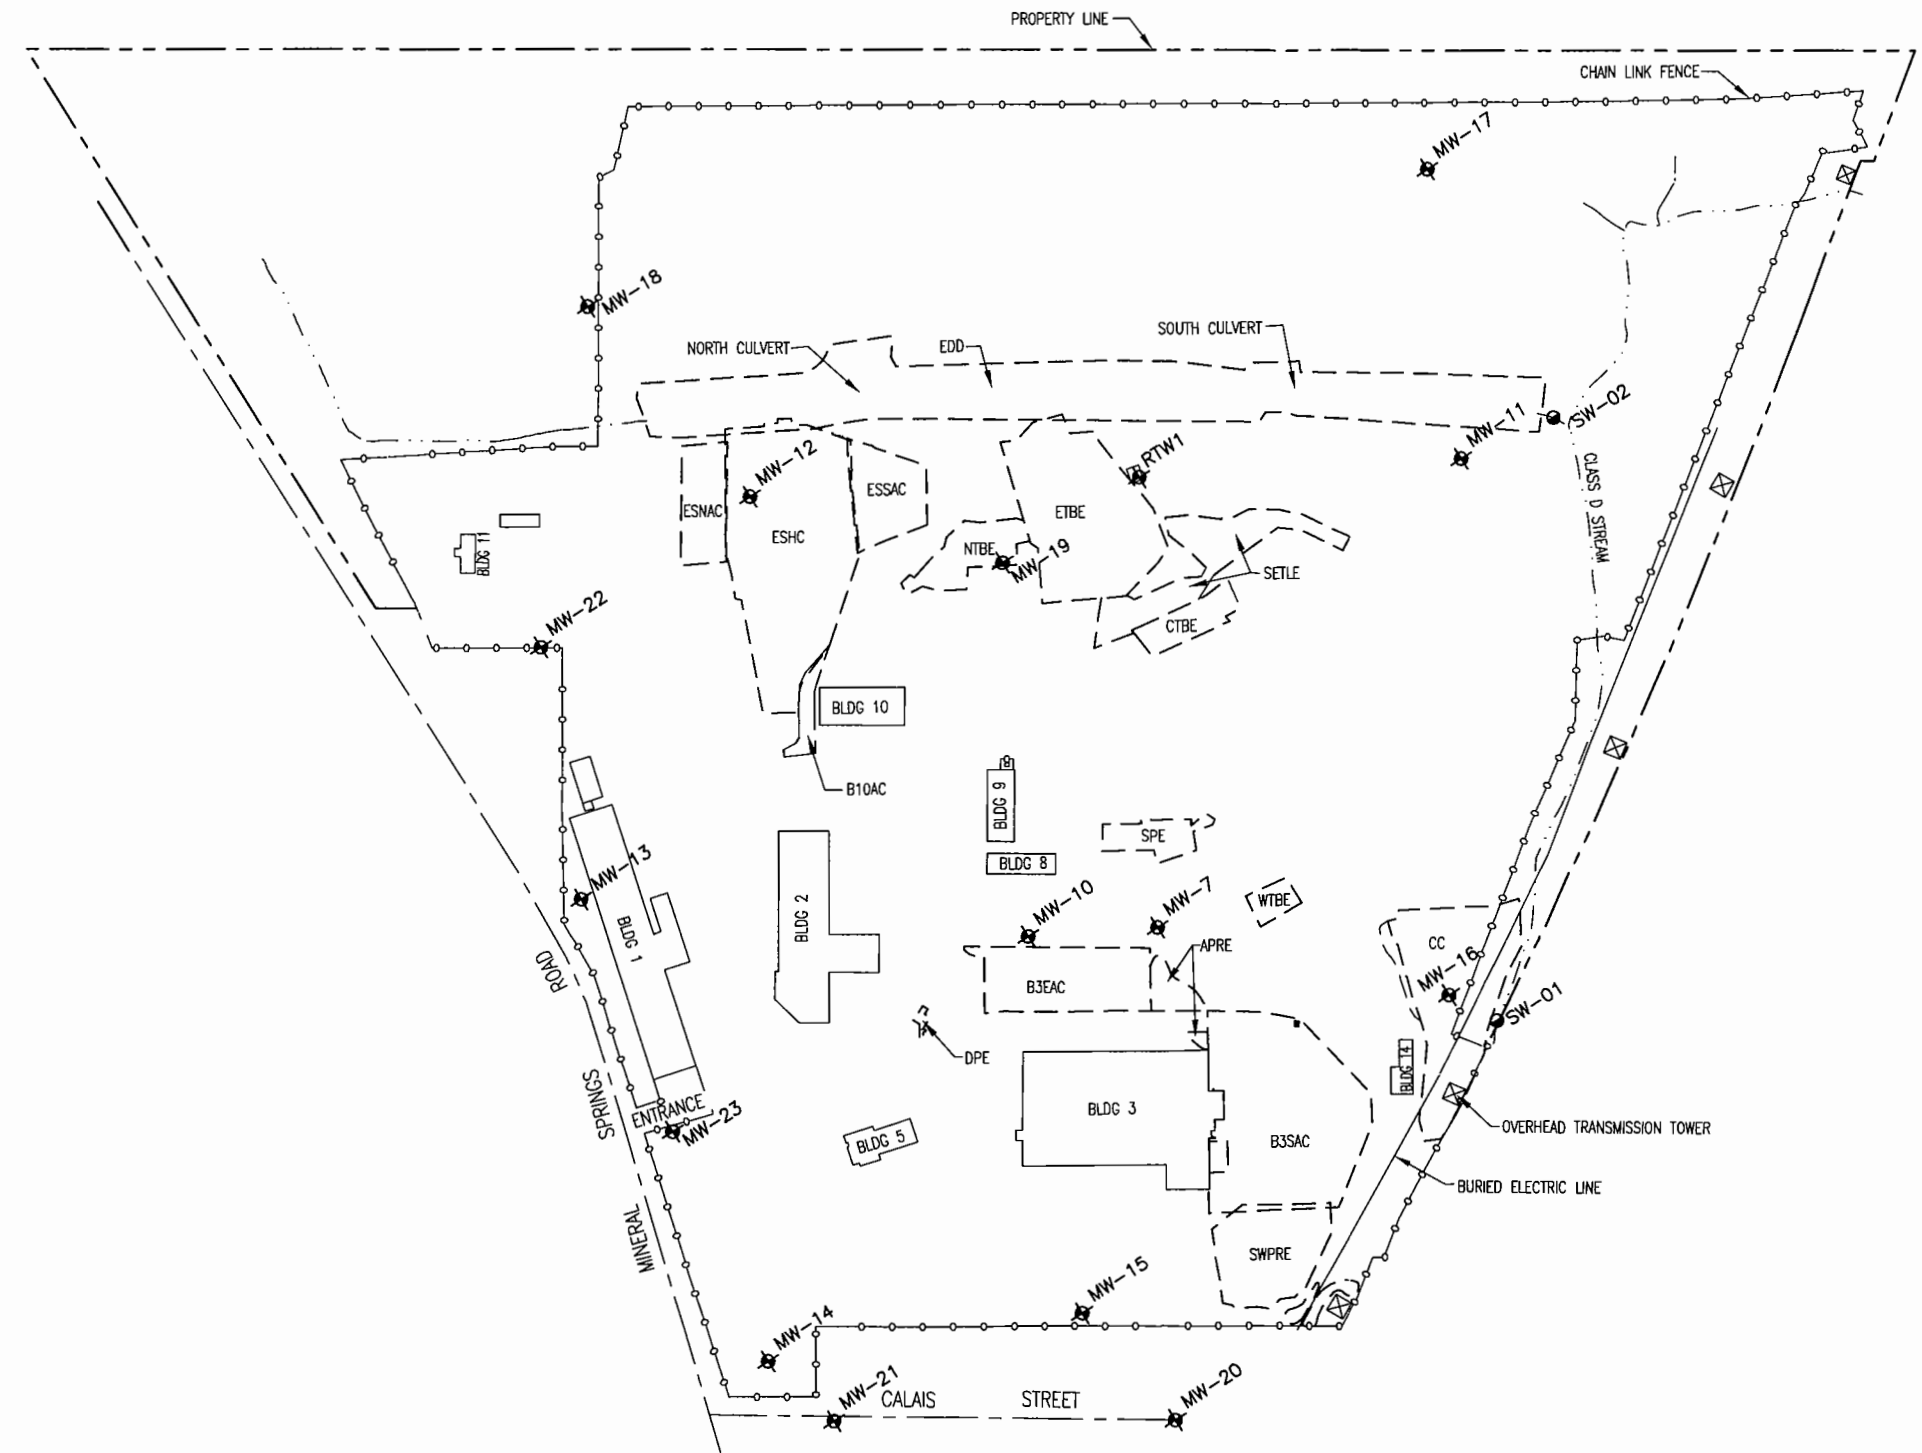 PROPERTY LINE
CHAIN LINK FENCE
MW-17
MW-18
NORTH CULVERT
EDD
SOUTH CULVERT
SW-02
MW-11
RTW1
MW-12
ESSAC
ESNAC
ESHC
ETBE
NTBE
MW-19
SETLE
CTBE
CLASS D STREAM
BLDG 11
MW-22
BLDG 10
B10AC
BLDG 9
BLDG 8
SPE
MW-13
BLDG 1
BLDG 2
MW-10
MW-7
WTBE
APRE
B3EAC
CC
MW-16
SW-01
DPE
BLDG 14
BLDG 3
B3SAC
BLDG 5
ENTRANCE
MW-23
OVERHEAD TRANSMISSION TOWER
BURIED ELECTRIC LINE
SWPRE
MINERAL SPRINGS ROAD
MW-15
MW-14
MW-21
CALAIS STREET
MW-20